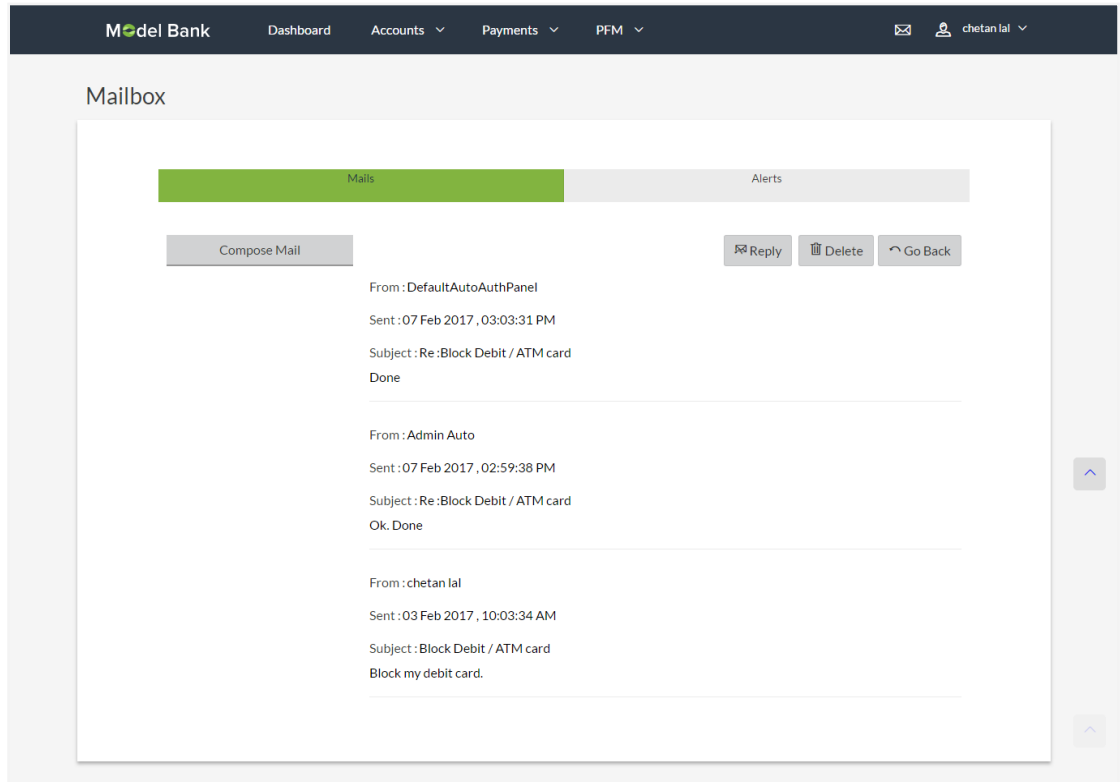 Model Bank Dashboard Accounts Payments PFM chetan lal
Mailbox
Mails Alerts
Compose Mail Reply Delete Go Back
From : DefaultAutoAuthPanel
Sent : 07 Feb 2017 , 03:03:31 PM
Subject : Re :Block Debit / ATM card
Done
From : Admin Auto
Sent : 07 Feb 2017 , 02:59:38 PM
Subject : Re :Block Debit / ATM card
Ok. Done
From : chetan lal
Sent : 03 Feb 2017 , 10:03:34 AM
Subject : Block Debit / ATM card
Block my debit card.